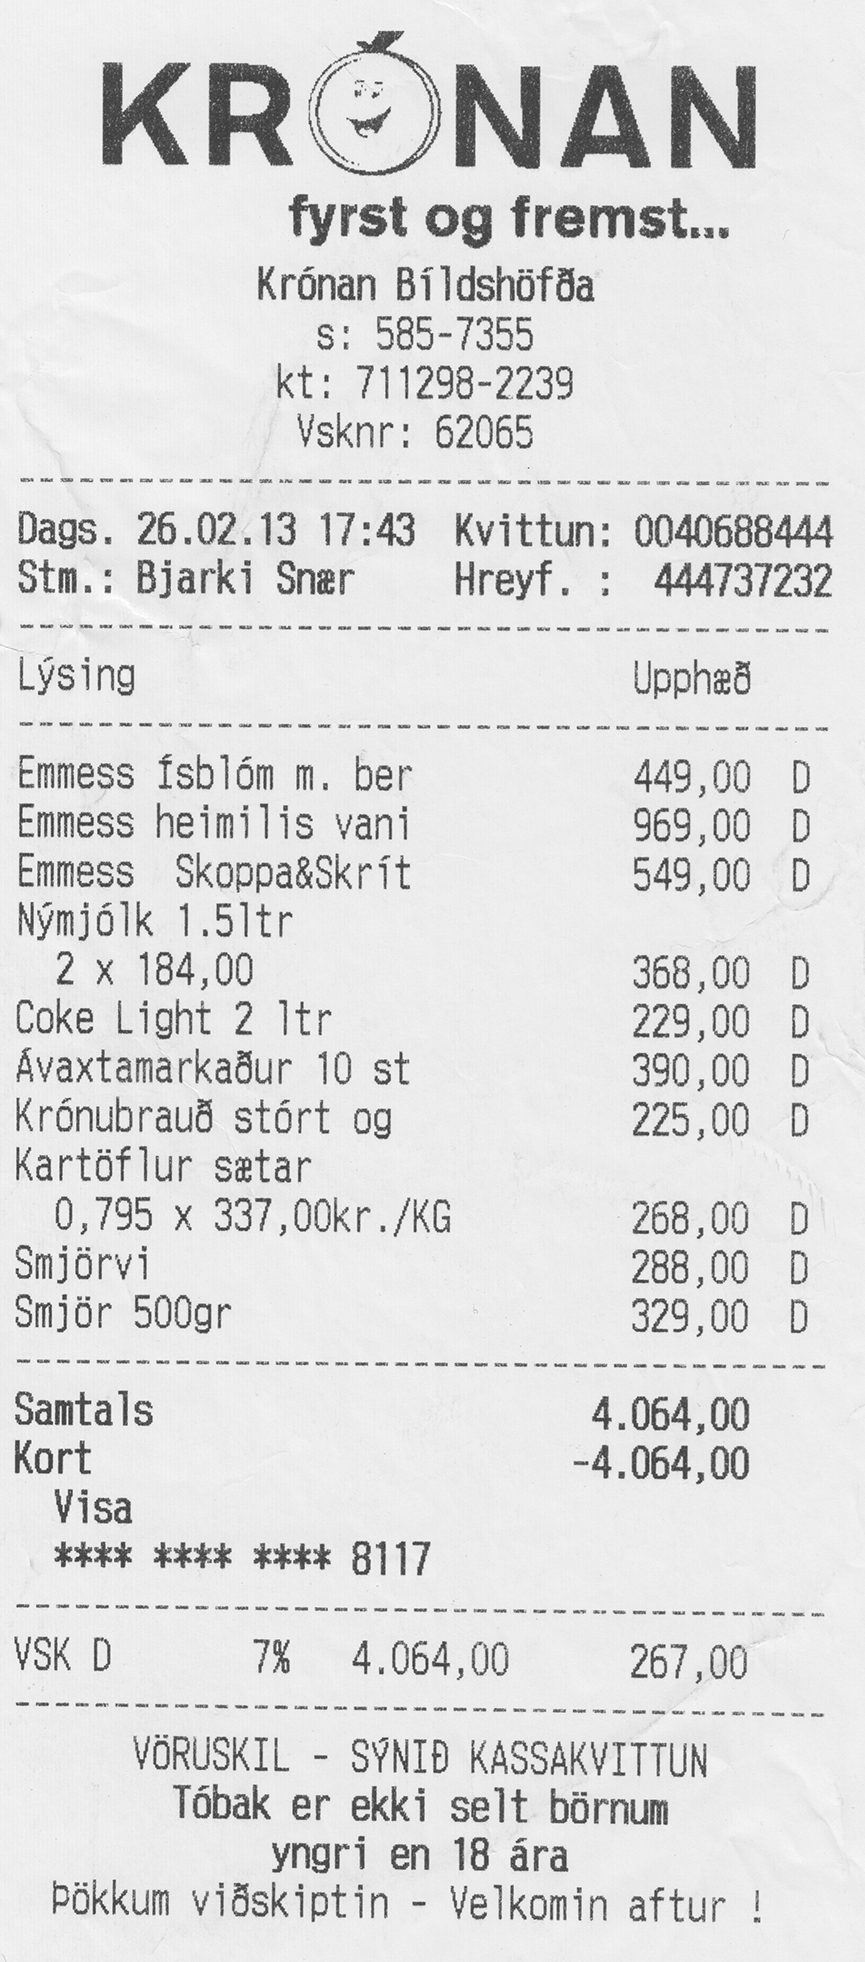 KRÓNAN
fyrst og fremst...
Krónan Bíldshöfða
s: 585-7355
kt: 711298-2239
Vsknr: 62065
Dags. 26.02.13 17:43 Kvittun: 0040688444
Stm.: Bjarki Snær Hreyf. : 444737232
Lýsing Upphæð
Emmess Ísblóm m. ber 449,00 D
Emmess heimilis vani 969,00 D
Emmess Skoppa&Skrít 549,00 D
Nýmjólk 1.5ltr
2 x 184,00 368,00 D
Coke Light 2 ltr 229,00 D
Ávaxtamarkaður 10 st 390,00 D
Krónubrauð stórt og 225,00 D
Kartöflur sætar
0,795 x 337,00kr./KG 268,00 D
Smjörvi 288,00 D
Smjör 500gr 329,00 D
Samtals 4.064,00
Kort -4.064,00
Visa
**** **** **** 8117
VSK D 7% 4.064,00 267,00
VÖRUSKIL - SÝNIÐ KASSAKVITTUN
Tóbak er ekki selt börnum
yngri en 18 ára
Þökkum viðskiptin - Velkomin aftur !